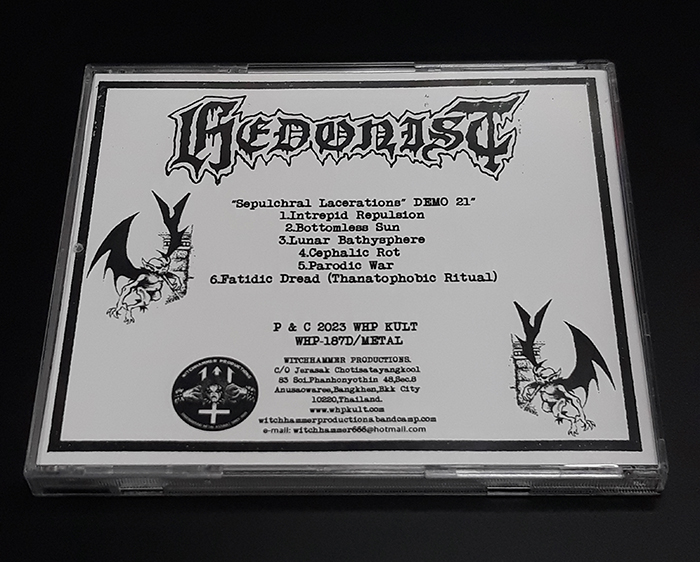 HEDONIST
"Sepulchral Lacerations" DEMO 21"
1.Intrepid Repulsion
2.Bottomless Sun
3.Lunar Bathysphere
4.Cephalic Rot
5.Parodic War
6.Fatidic Dread (Thanatophobic Ritual)
P & C 2023 WHP KULT
WHP-187D/METAL
WITCHHAMMER PRODUCTIONS.
C/O Jerasak Chotisatayangkool
83 Soi.Phanhonyothin 48,Sec.8
Anusaowaree,Bangkhen,Bkk City
10220,Thailand.
www.whpkult.com
witchhammerproductions.bandcamp.com
e-mail: witchhammer666@hotmail.com
WITCHHAMMER PRODUCTIONS